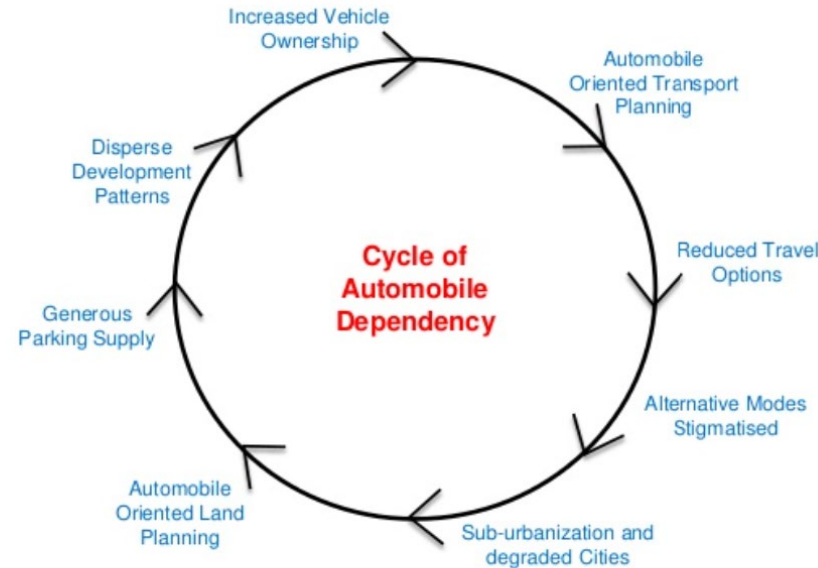 Increased Vehicle
Ownership
Automobile
Oriented Transport
Planning
Reduced Travel
Options
Alternative Modes
Stigmatised
Sub-urbanization and
degraded Cities
Automobile
Oriented Land
Planning
Generous
Parking Supply
Disperse
Development
Patterns
Cycle of
Automobile
Dependency